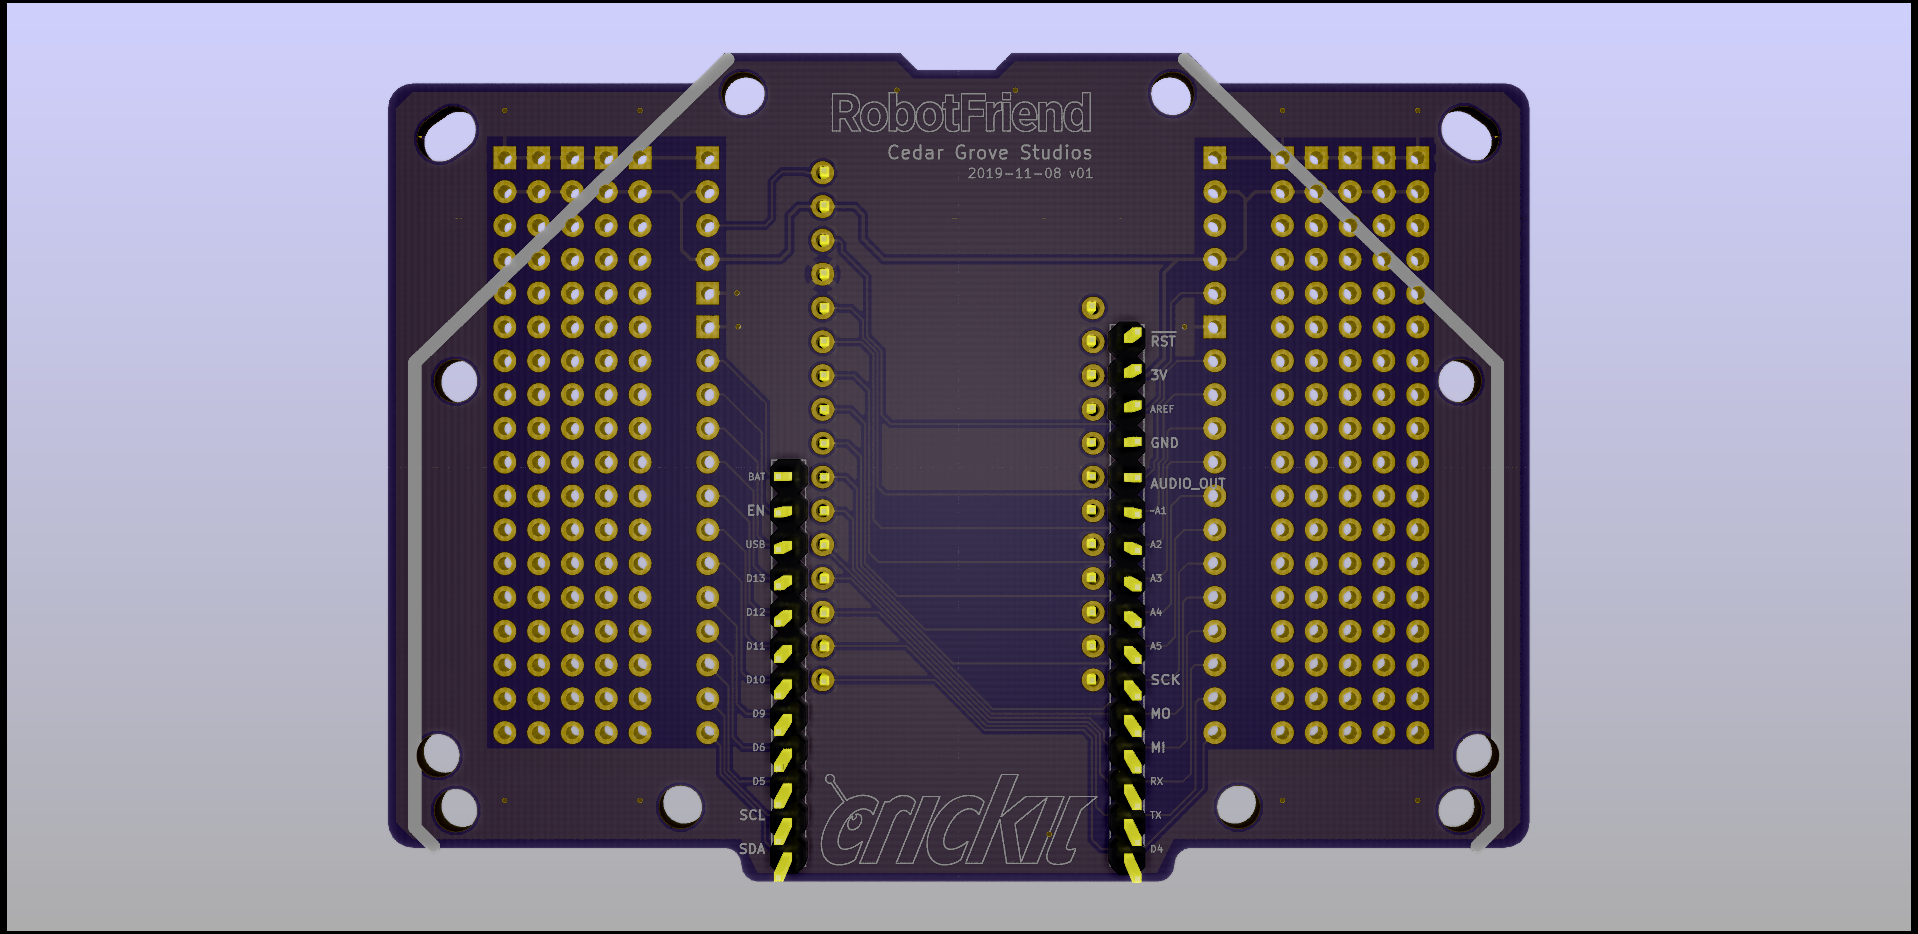 RobotFriend
Cedar Grove Studios
2019-11-08 v01
RST
3V
AREF
GND
AUDIO_OUT
~A1
A2
A3
A4
A5
SCK
MO
MI
RX
TX
D4
BAT
EN
USB
D13
D12
D11
D10
D9
D6
D5
SCL
SDA
crickit